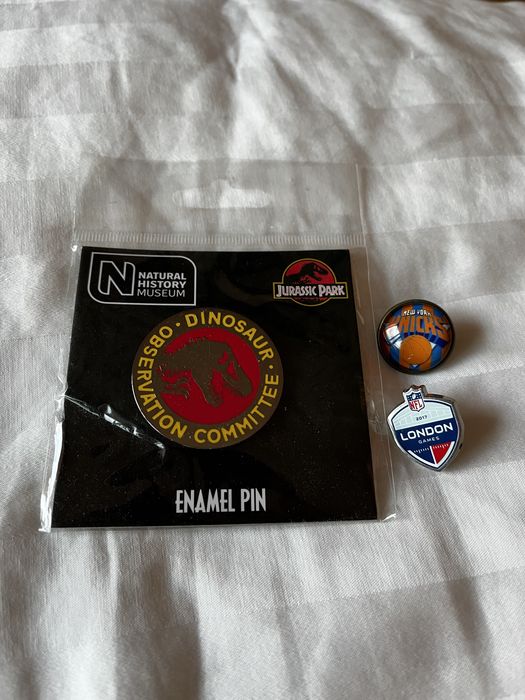 N
NATURAL
HISTORY
MUSEUM
JURASSIC PARK
· DINOSAUR ·
OBSERVATION COMMITTEE
ENAMEL PIN
NEW YORK
KNICKS
NFL
2017
LONDON
GAMES